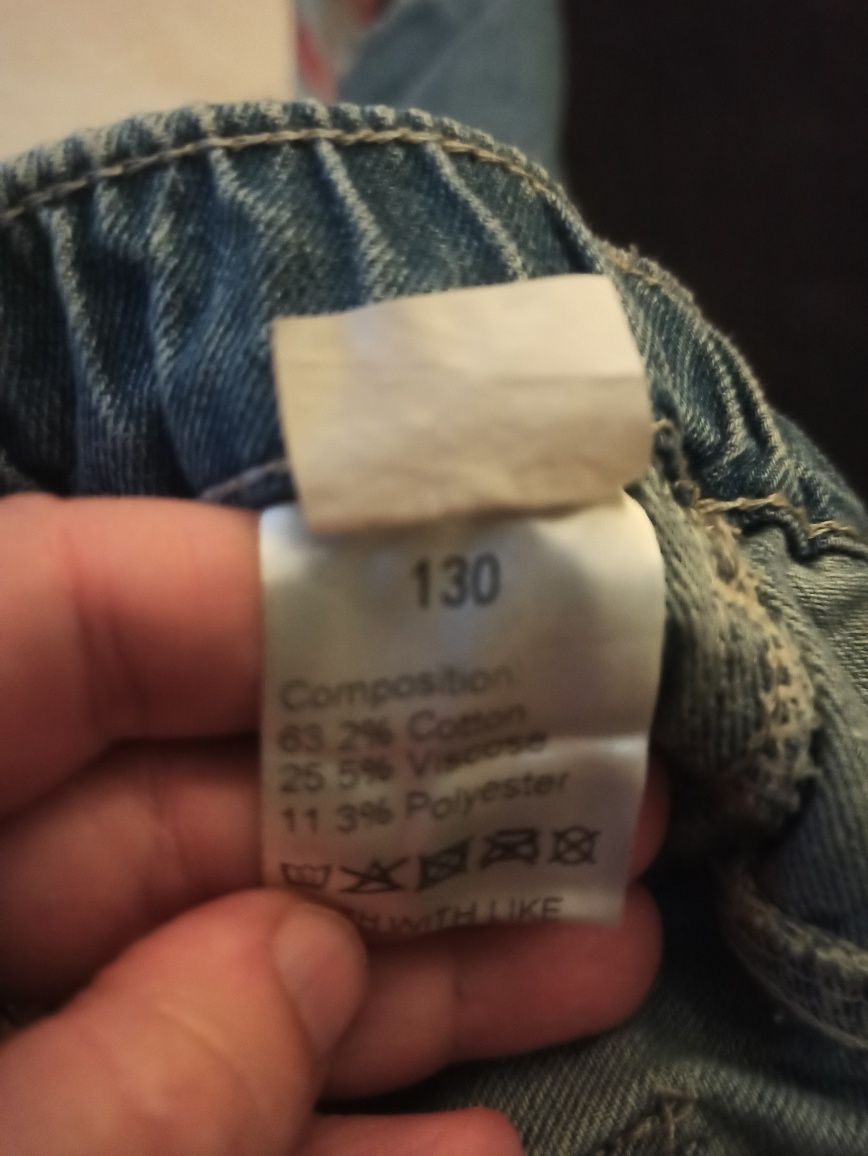 130
Composition
63.2% Cotton
25.5% Viscose
11.3% Polyester
WITH LIKE